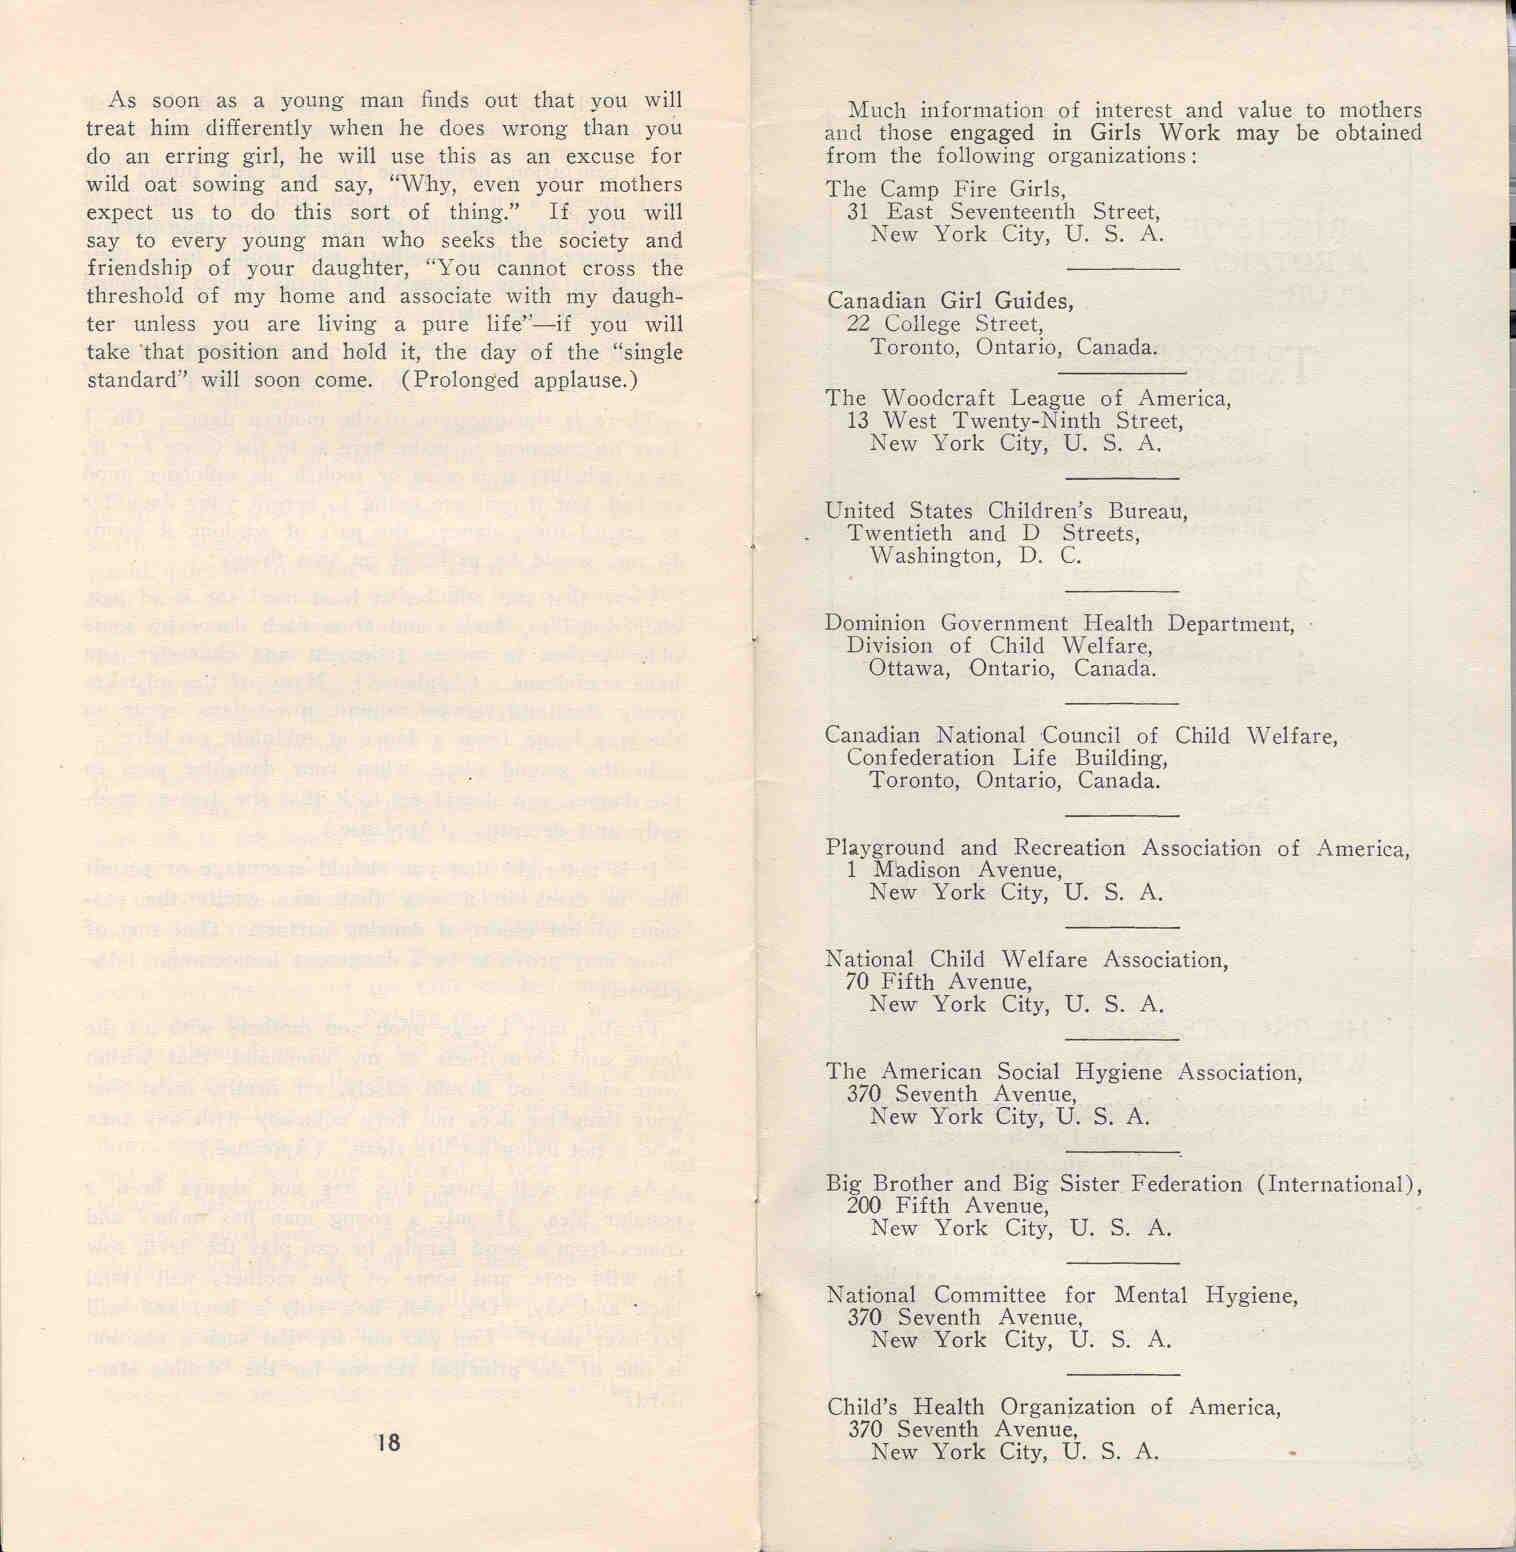 As soon as a young man finds out that you will
treat him differently when he does wrong than you
do an erring girl, he will use this as an excuse for
wild oat sowing and say, “Why, even your mothers
expect us to do this sort of thing.” If you will
say to every young man who seeks the society and
friendship of your daughter, “You cannot cross the
threshold of my home and associate with my daugh-
ter unless you are living a pure life”—if you will
take that position and hold it, the day of the “single
standard” will soon come. (Prolonged applause.)
18
Much information of interest and value to mothers
and those engaged in Girls Work may be obtained
from the following organizations:
The Camp Fire Girls,
31 East Seventeenth Street,
New York City, U. S. A.
Canadian Girl Guides,
22 College Street,
Toronto, Ontario, Canada.
The Woodcraft League of America,
13 West Twenty-Ninth Street,
New York City, U. S. A.
United States Children’s Bureau,
Twentieth and D Streets,
Washington, D. C.
Dominion Government Health Department,
Division of Child Welfare,
Ottawa, Ontario, Canada.
Canadian National Council of Child Welfare,
Confederation Life Building,
Toronto, Ontario, Canada.
Playground and Recreation Association of America,
1 Madison Avenue,
New York City, U. S. A.
National Child Welfare Association,
70 Fifth Avenue,
New York City, U. S. A.
The American Social Hygiene Association,
370 Seventh Avenue,
New York City, U. S. A.
Big Brother and Big Sister Federation (International),
200 Fifth Avenue,
New York City, U. S. A.
National Committee for Mental Hygiene,
370 Seventh Avenue,
New York City, U. S. A.
Child’s Health Organization of America,
370 Seventh Avenue,
New York City, U. S. A.